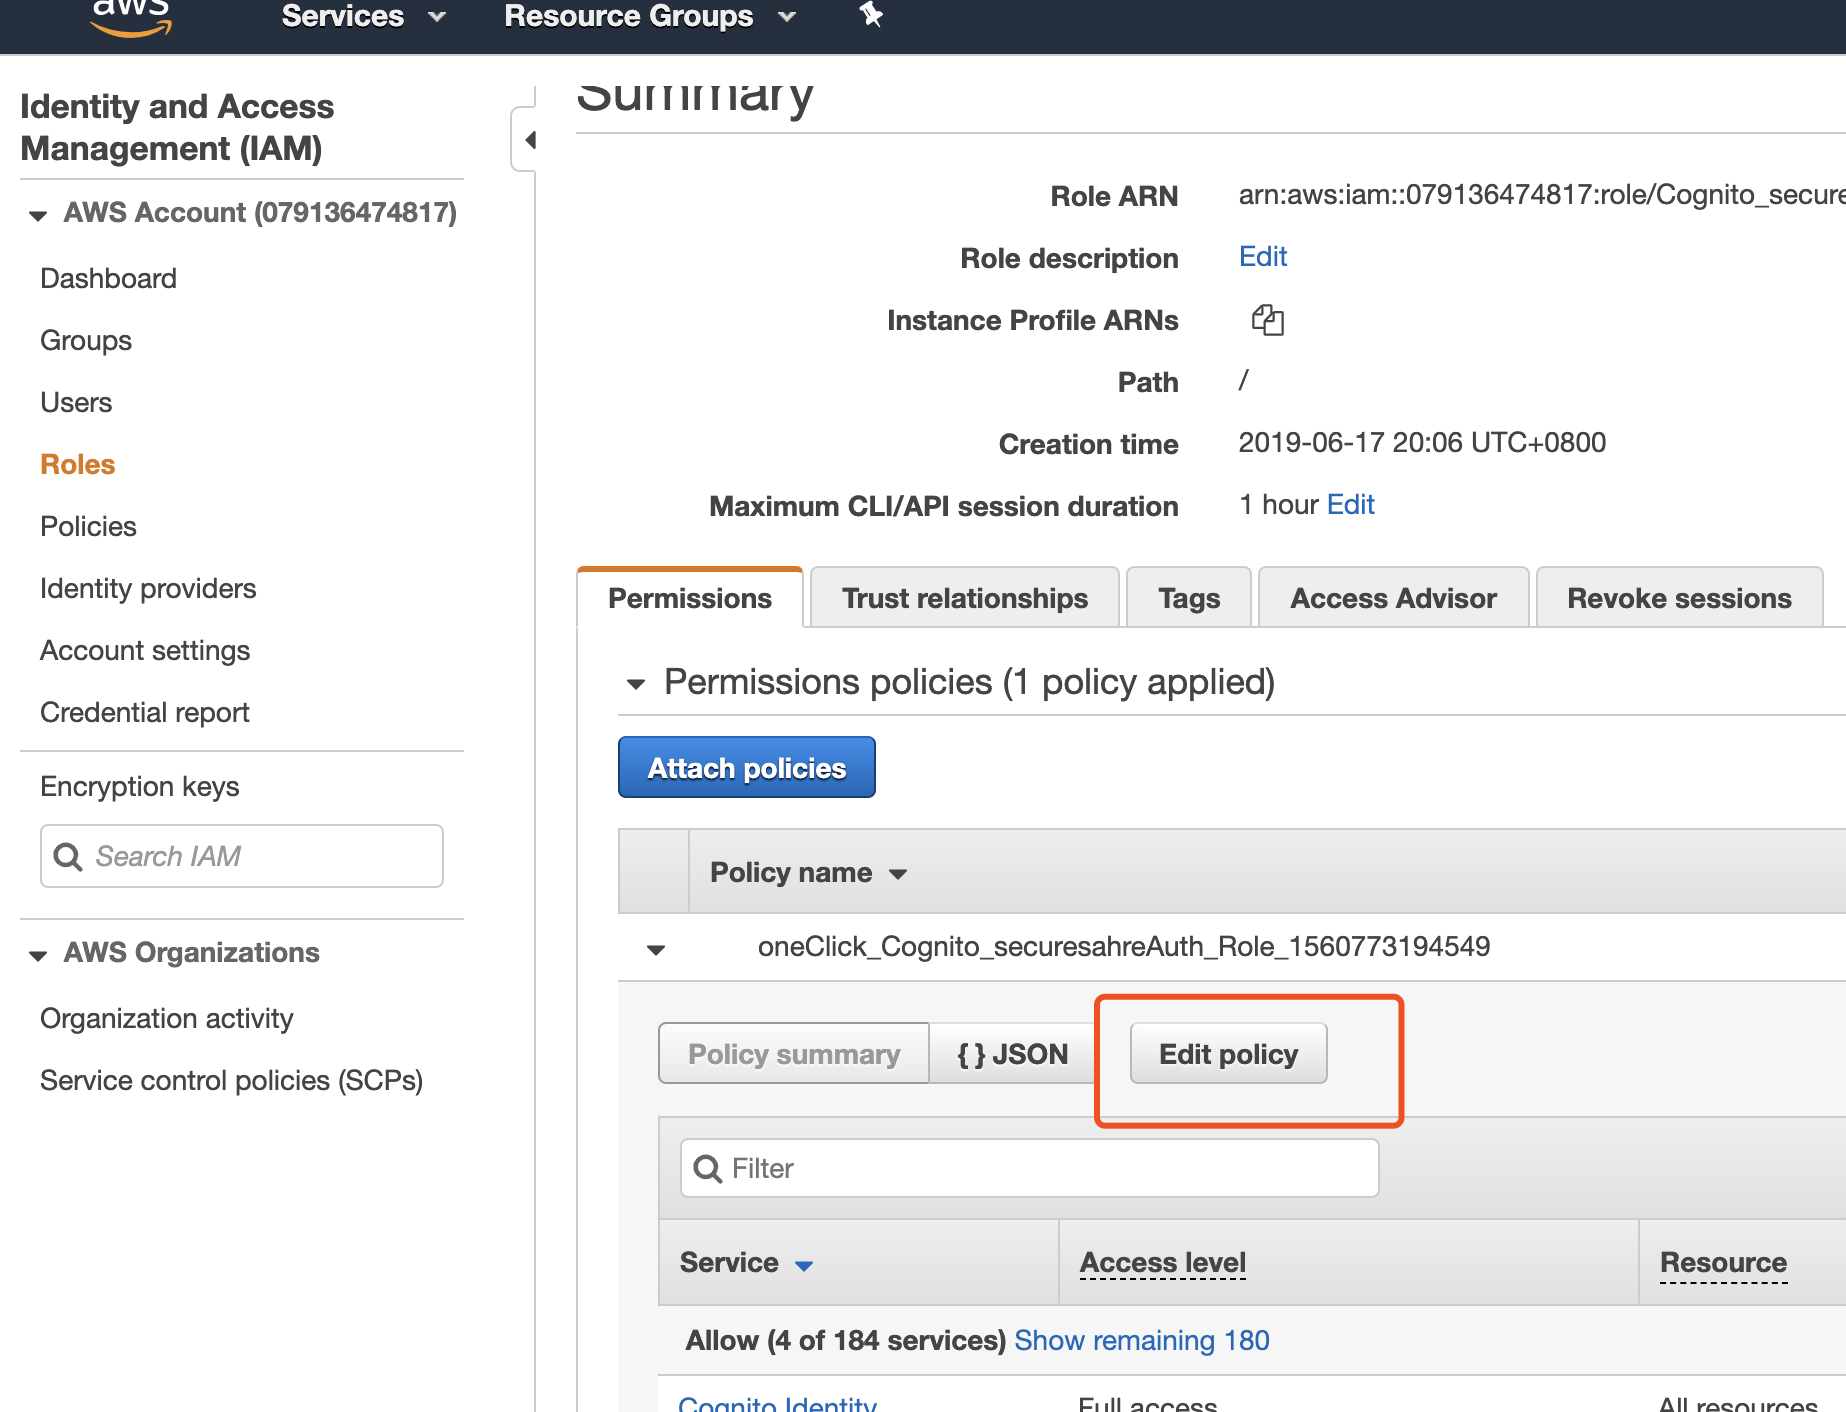 aws
Services
Resource Groups
Identity and Access
Management (IAM)
AWS Account (079136474817)
Dashboard
Groups
Users
Roles
Policies
Identity providers
Account settings
Credential report
Encryption keys
Search IAM
AWS Organizations
Organization activity
Service control policies (SCPs)
Summary
Role ARN arn:aws:iam::079136474817:role/Cognito_secure
Role description Edit
Instance Profile ARNs
Path /
Creation time 2019-06-17 20:06 UTC+0800
Maximum CLI/API session duration 1 hour Edit
Permissions Trust relationships Tags Access Advisor Revoke sessions
Permissions policies (1 policy applied)
Attach policies
Policy name
oneClick_Cognito_securesahreAuth_Role_1560773194549
Policy summary { } JSON Edit policy
Filter
Service Access level Resource
Allow (4 of 184 services) Show remaining 180
Cognito Identity Full access All resources